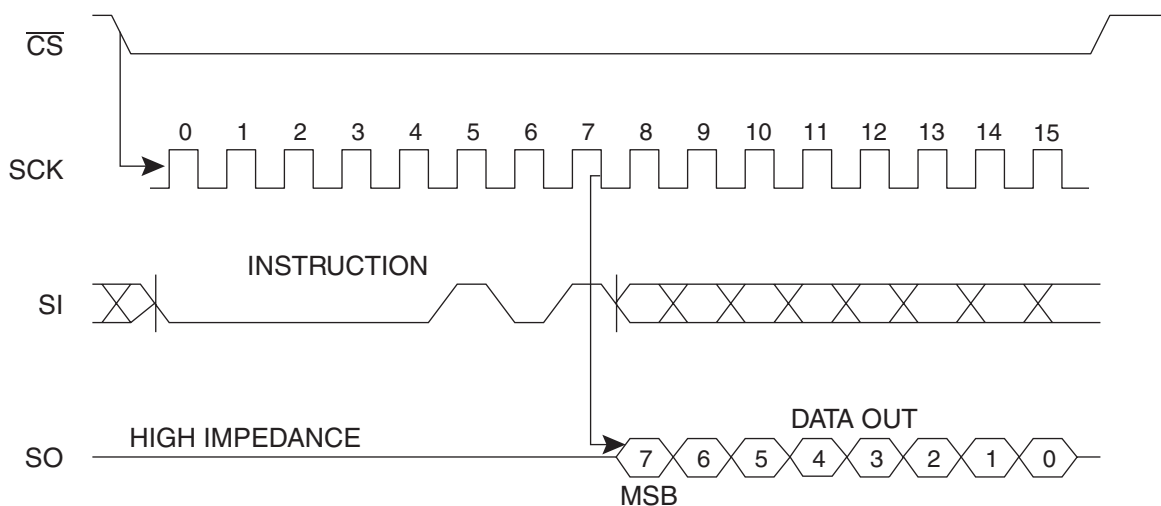 CS
0 1 2 3 4 5 6 7 8 9 10 11 12 13 14 15
SCK
INSTRUCTION
SI
DATA OUT
HIGH IMPEDANCE
SO
7 6 5 4 3 2 1 0
MSB